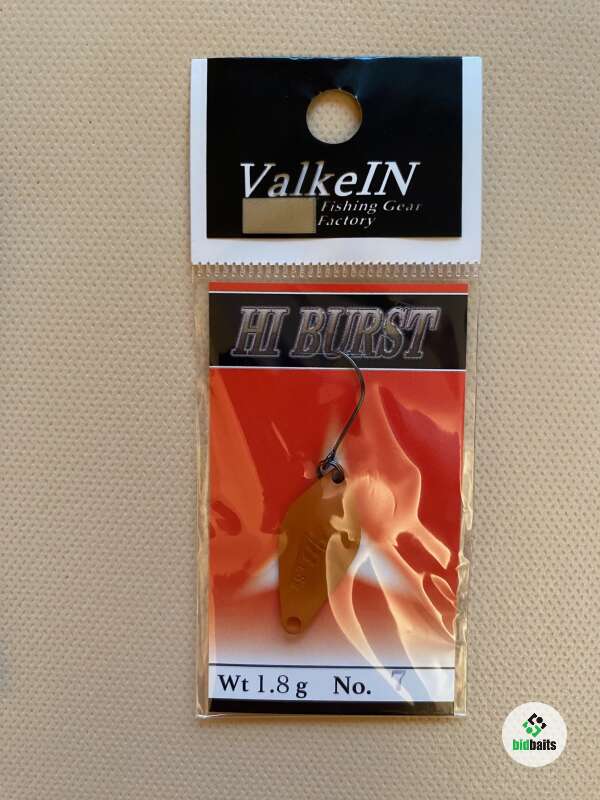 ValkeIN
Fishing Gear
Factory
HI BURST
Wt 1.8 g No. 7
bidbaits